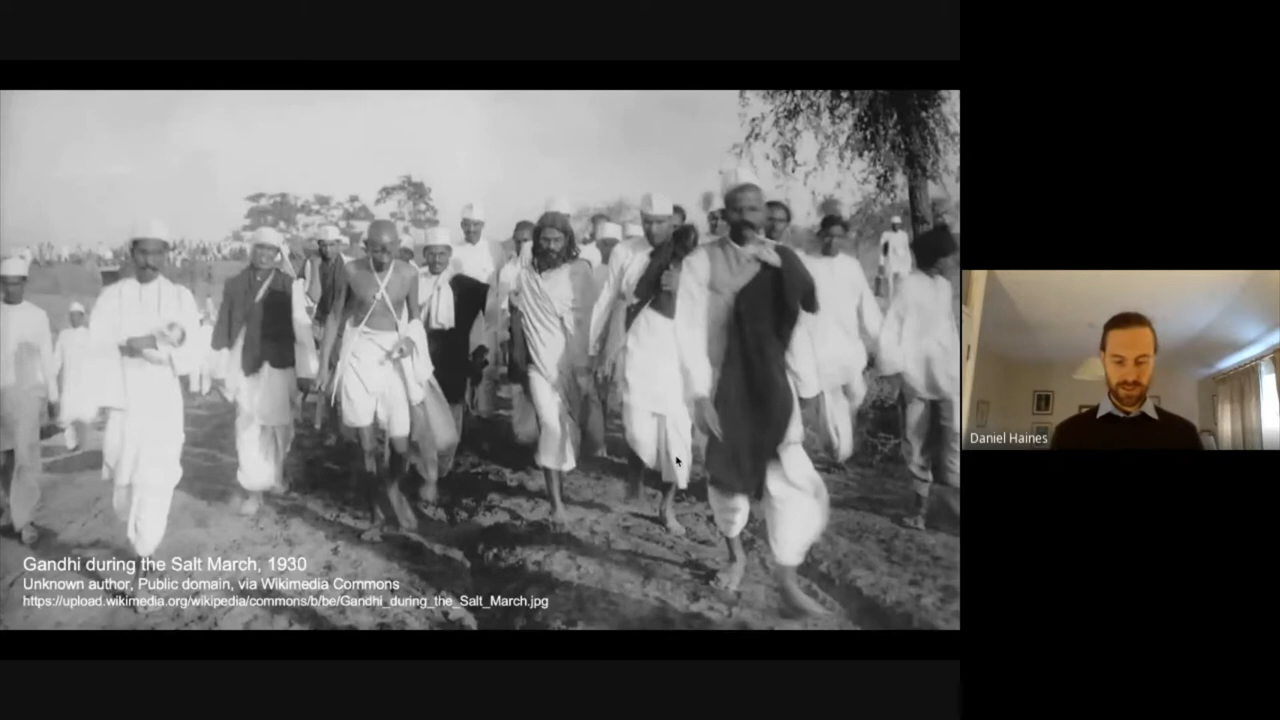 Gandhi during the Salt March, 1930
Unknown author, Public domain, via Wikimedia Commons
https://upload.wikimedia.org/wikipedia/commons/b/be/Gandhi_during_the_Salt_March.jpg
Daniel Haines